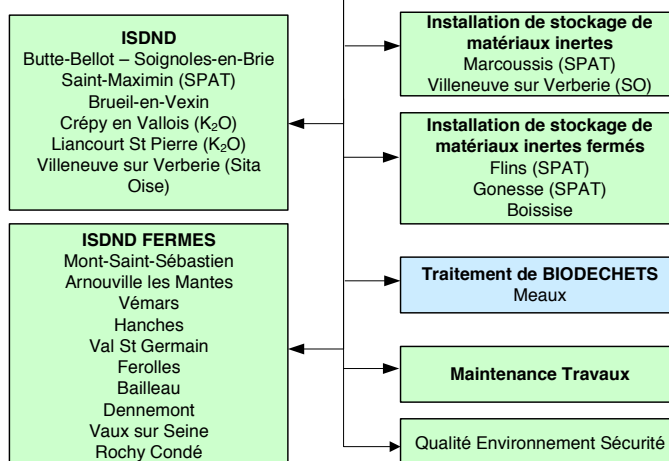 ISDND
Butte-Bellot – Soignoles-en-Brie
Saint-Maximin (SPAT)
Brueil-en-Vexin
Crépy en Vallois (K₂O)
Liancourt St Pierre (K₂O)
Villeneuve sur Verberie (Sita
Oise)
ISDND FERMES
Mont-Saint-Sébastien
Arnouville les Mantes
Vémars
Hanches
Val St Germain
Ferolles
Bailleau
Dennemont
Vaux sur Seine
Rochy Condé
Installation de stockage de
matériaux inertes
Marcoussis (SPAT)
Villeneuve sur Verberie (SO)
Installation de stockage de
matériaux inertes fermés
Flins (SPAT)
Gonesse (SPAT)
Boissise
Traitement de BIODECHETS
Meaux
Maintenance Travaux
Qualité Environnement Sécurité